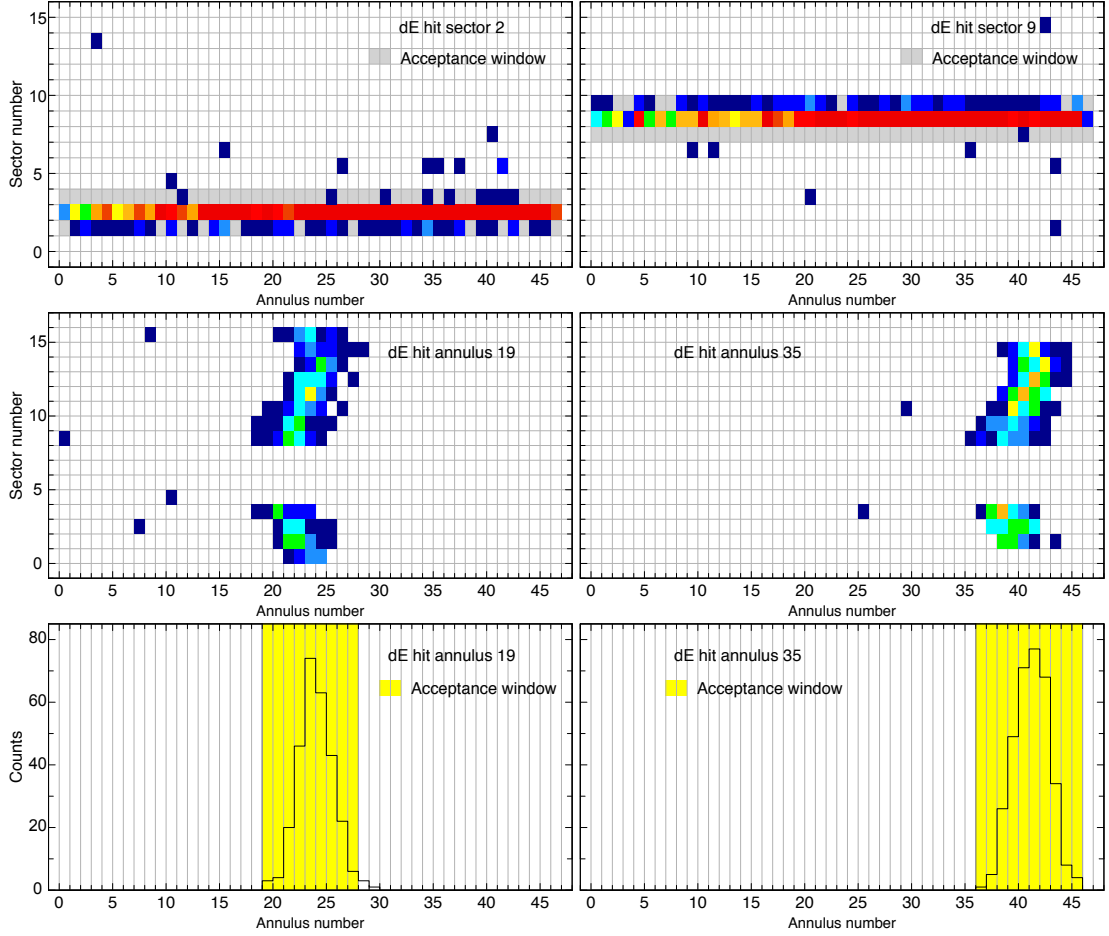 dE hit sector 2
Acceptance window
Sector number
15
10
5
0
0 5 10 15 20 25 30 35 40 45
Annulus number
dE hit sector 9
Acceptance window
0 5 10 15 20 25 30 35 40 45
Annulus number
dE hit annulus 19
Sector number
15
10
5
0
0 5 10 15 20 25 30 35 40 45
Annulus number
dE hit annulus 35
0 5 10 15 20 25 30 35 40 45
Annulus number
dE hit annulus 19
Acceptance window
Counts
80
60
40
20
0
0 5 10 15 20 25 30 35 40 45
Annulus number
dE hit annulus 35
Acceptance window
0 5 10 15 20 25 30 35 40 45
Annulus number